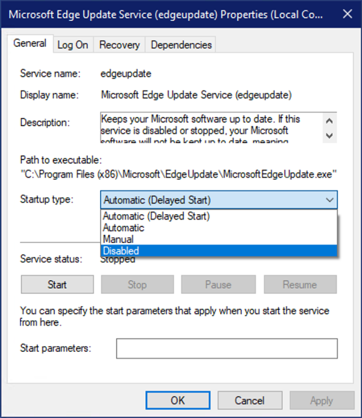 Microsoft Edge Update Service (edgeupdate) Properties (Local Co...
General Log On Recovery Dependencies
Service name: edgeupdate
Display name: Microsoft Edge Update Service (edgeupdate)
Description: Keeps your Microsoft software up to date. If this
service is disabled or stopped, your Microsoft
software will not be kept up to date, meaning
Path to executable:
"C:\Program Files (x86)\Microsoft\EdgeUpdate\MicrosoftEdgeUpdate.exe"
Startup type: Automatic (Delayed Start)
Automatic (Delayed Start)
Automatic
Manual
Disabled
Service status: Stopped
Start Stop Pause Resume
You can specify the start parameters that apply when you start the service
from here.
Start parameters:
OK Cancel Apply